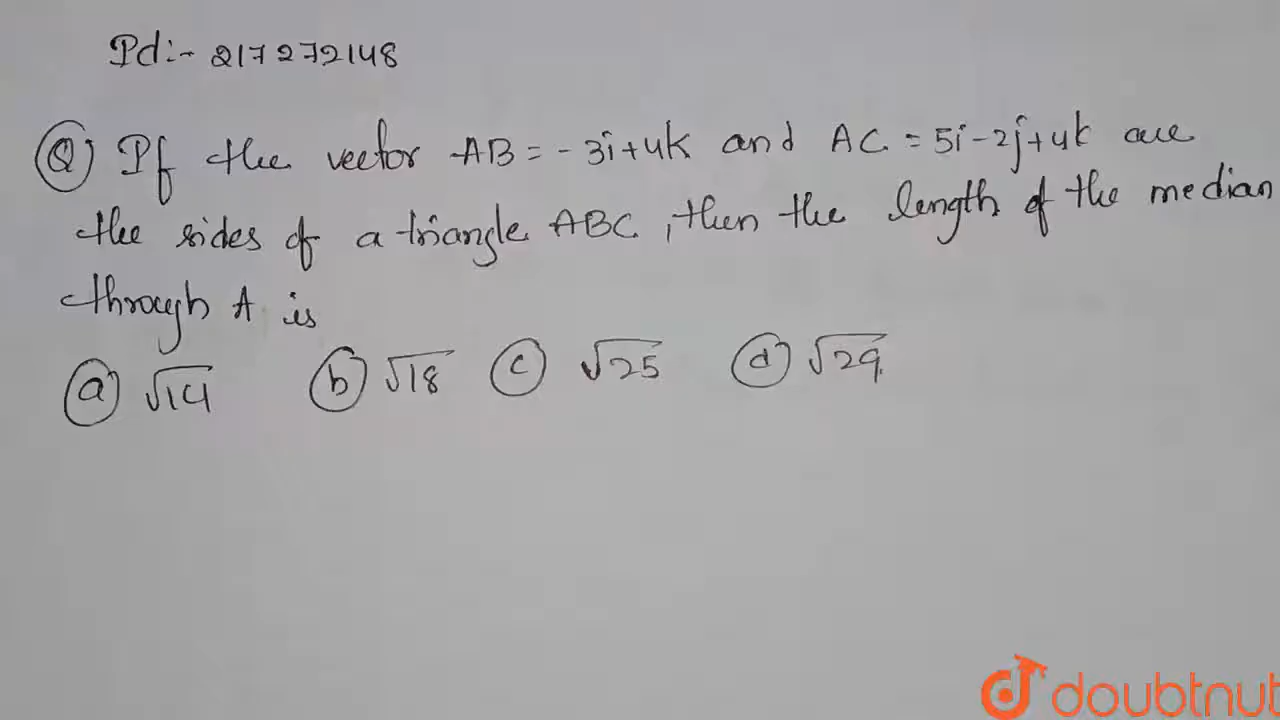 Id:- 217272148
Q) If the vector AB = - 3i + 4k and AC = 5i - 2j + 4k are
the sides of a triangle ABC, then the length of the median
through A is
(a) √14 (b) √18 (c) √25 (d) √29.
doubtnut